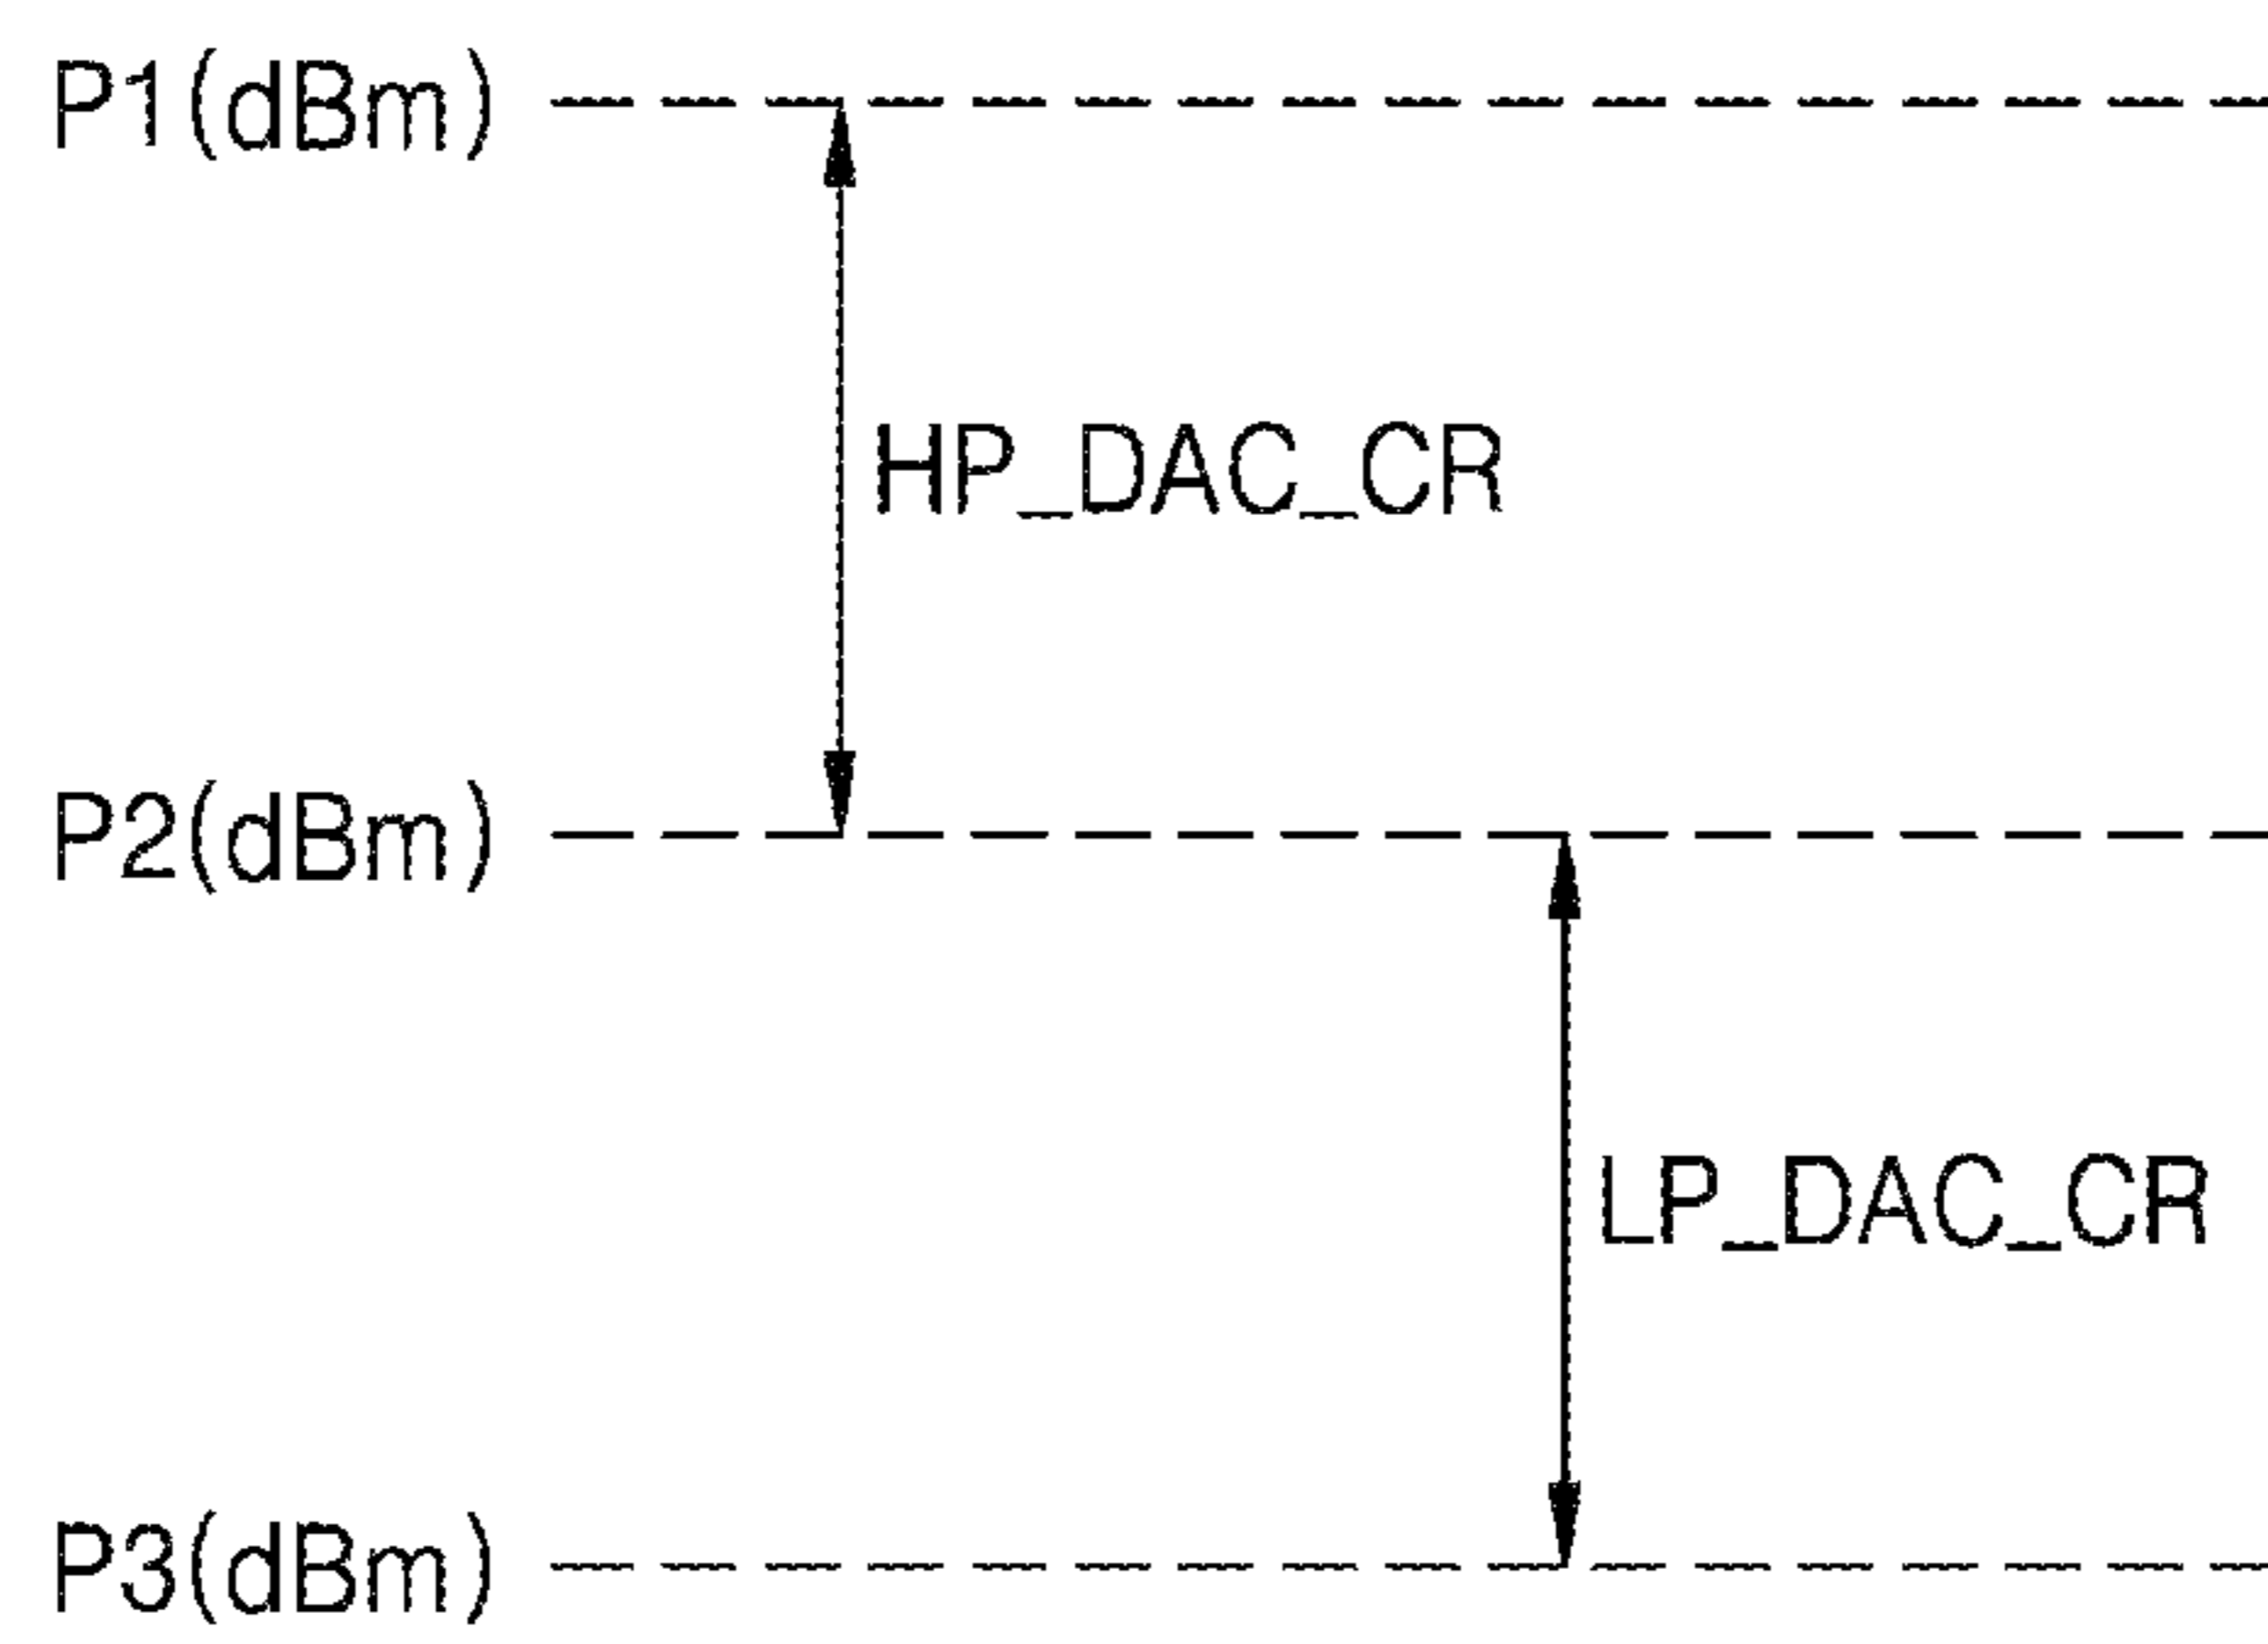 P1(dBm)
HP_DAC_CR
P2(dBm)
LP_DAC_CR
P3(dBm)